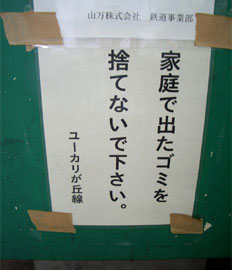 山万株式会社　鉄道事業部
家庭で出たゴミを
捨てないで下さい。
ユーカリが丘線